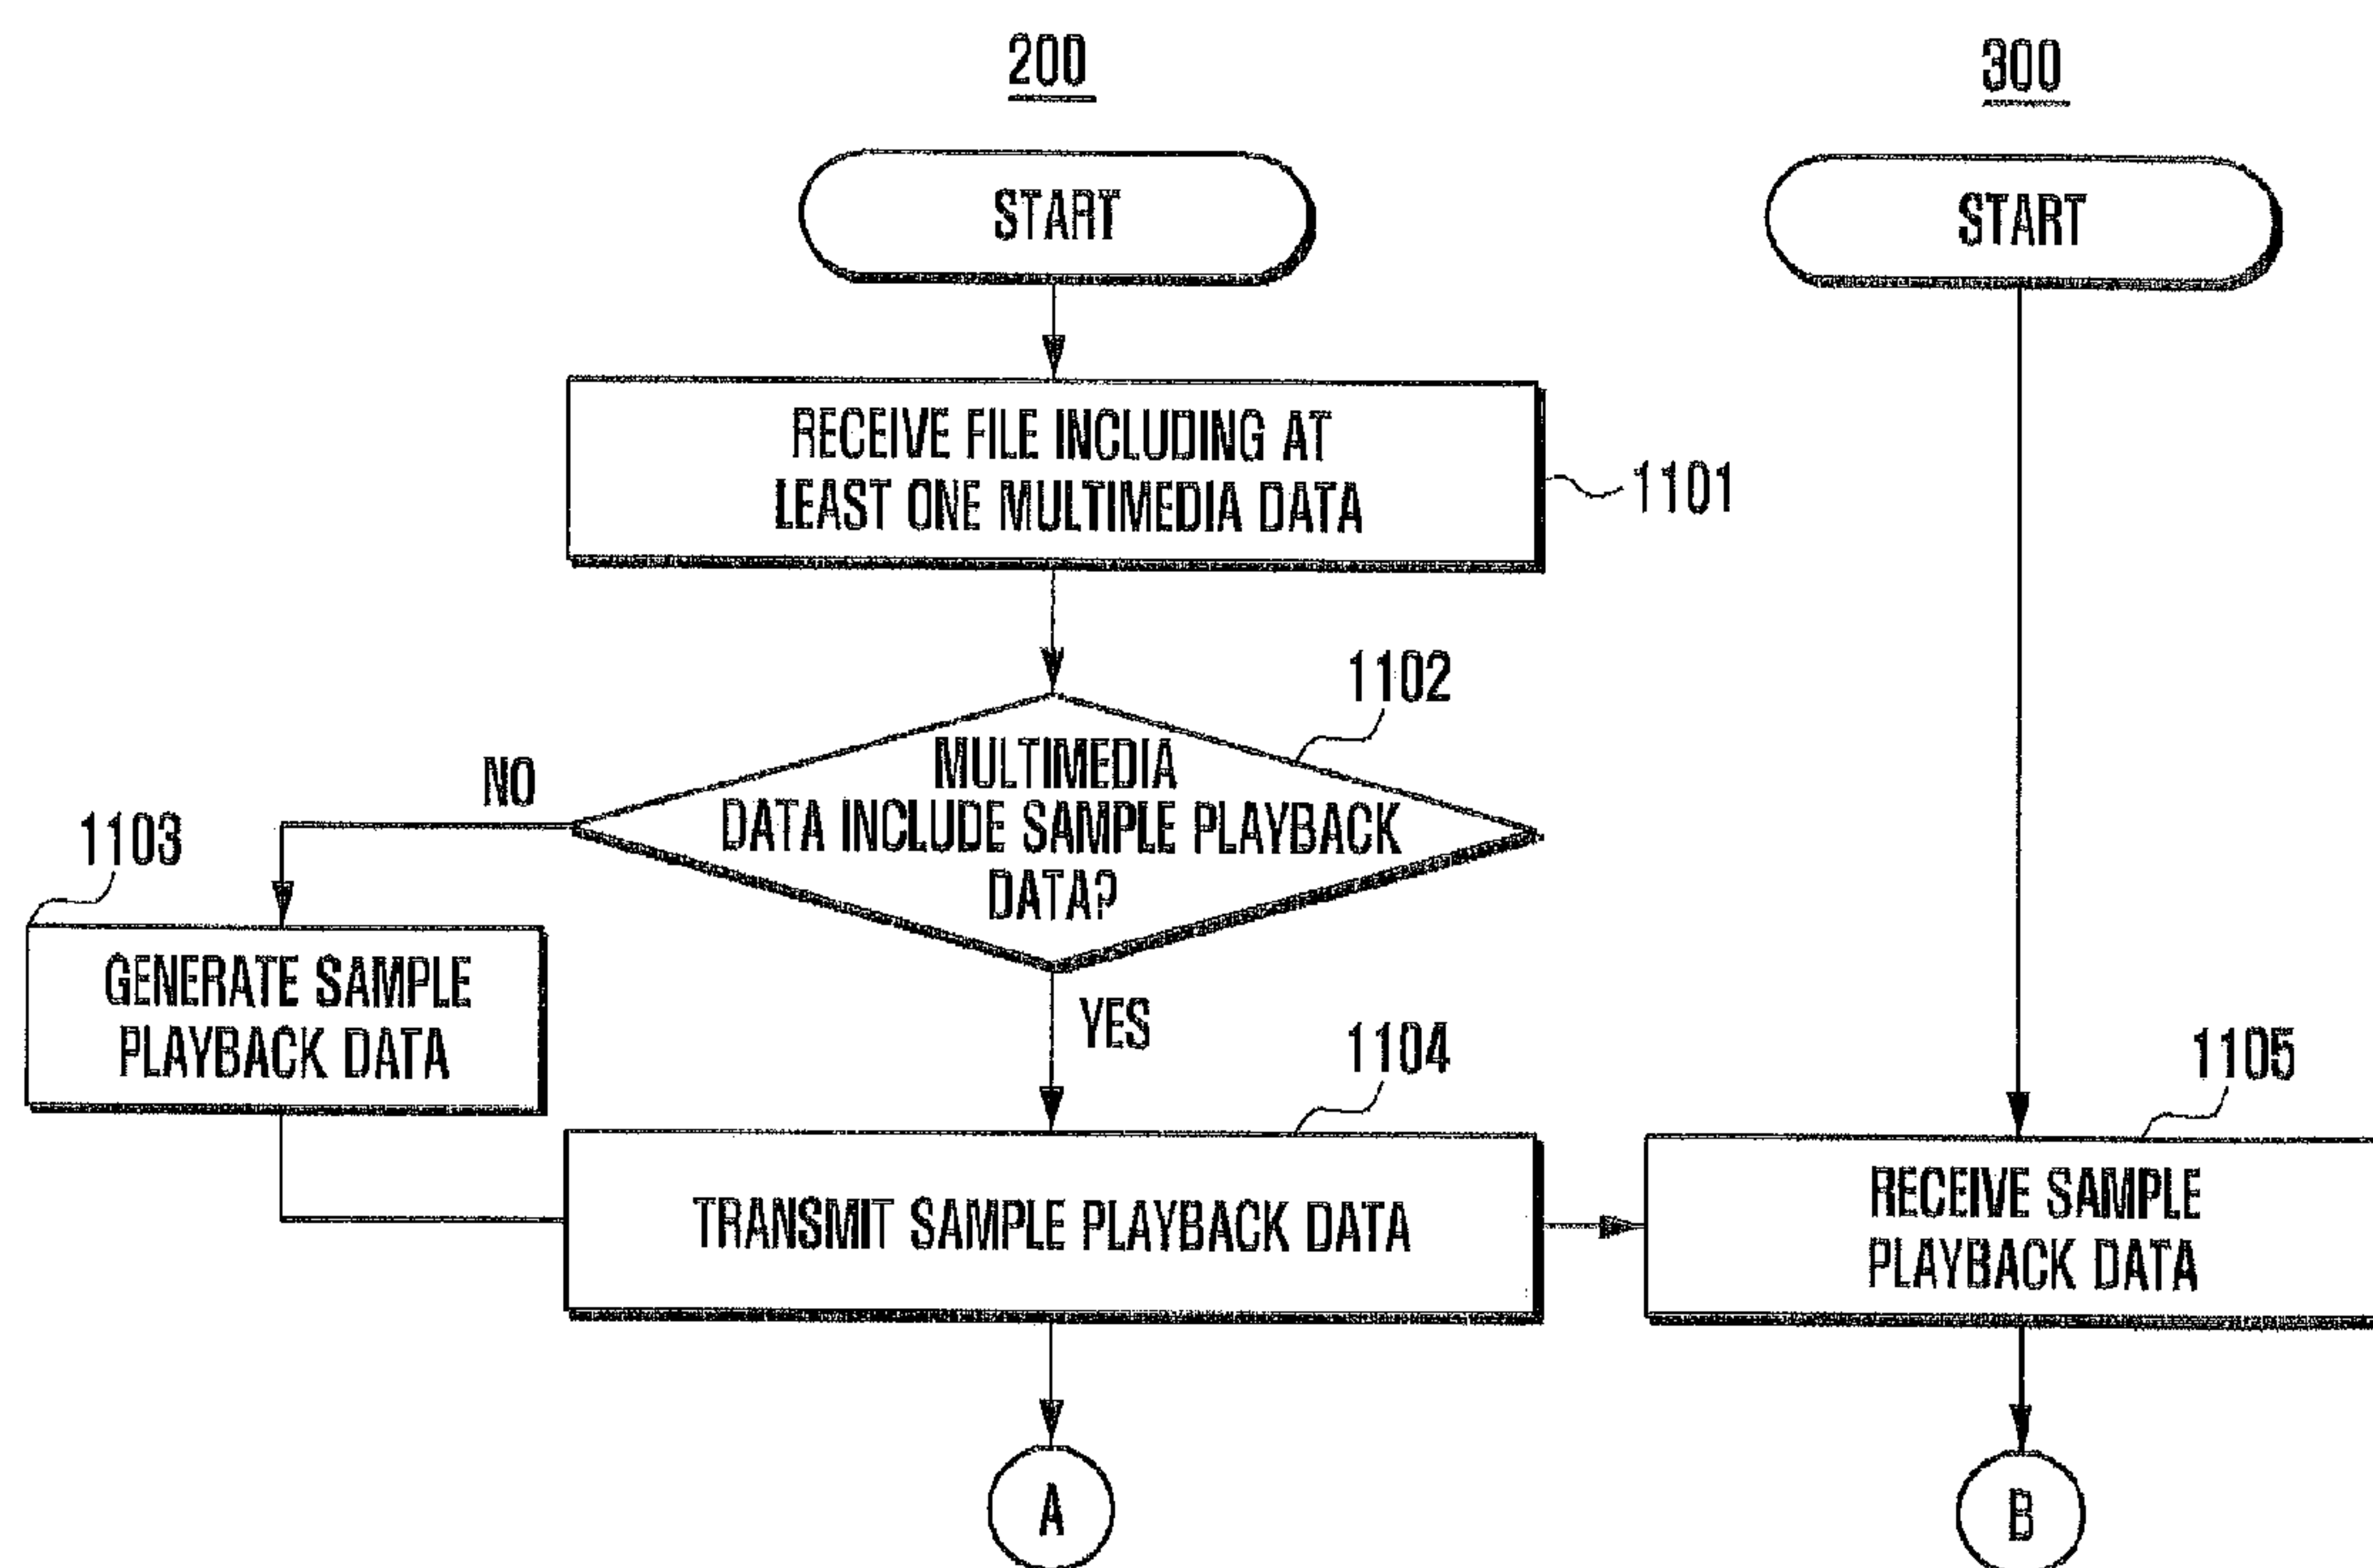 200
300
START
START
RECEIVE FILE INCLUDING AT
LEAST ONE MULTIMEDIA DATA
1101
1102
MULTIMEDIA
DATA INCLUDE SAMPLE PLAYBACK
DATA?
NO
1103
GENERATE SAMPLE
PLAYBACK DATA
YES
1104
TRANSMIT SAMPLE PLAYBACK DATA
1105
RECEIVE SAMPLE
PLAYBACK DATA
A
B